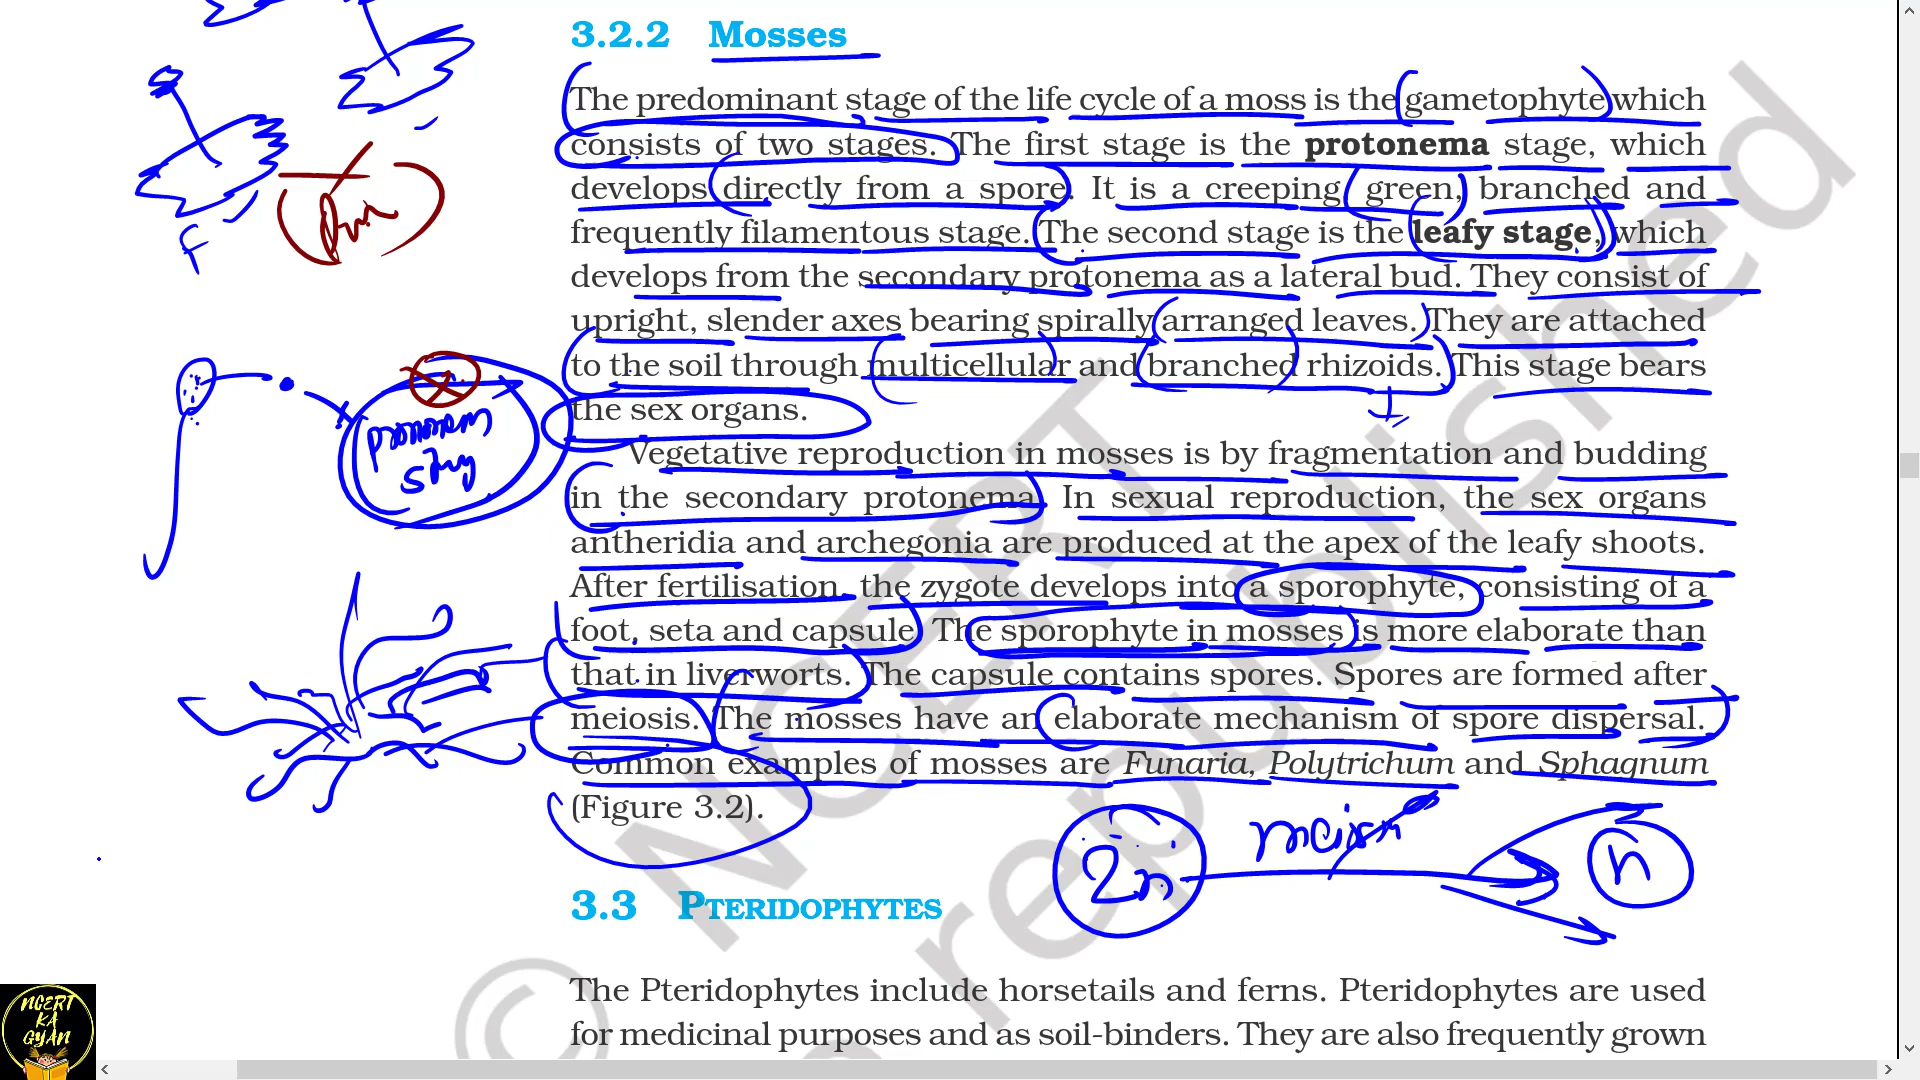 3.2.2 Mosses
The predominant stage of the life cycle of a moss is the gametophyte which
consists of two stages. The first stage is the protonema stage, which
develops directly from a spore. It is a creeping, green, branched and
frequently filamentous stage. The second stage is the leafy stage, which
develops from the secondary protonema as a lateral bud. They consist of
upright, slender axes bearing spirally arranged leaves. They are attached
to the soil through multicellular and branched rhizoids. This stage bears
the sex organs.
Vegetative reproduction in mosses is by fragmentation and budding
in the secondary protonema. In sexual reproduction, the sex organs
antheridia and archegonia are produced at the apex of the leafy shoots.
After fertilisation, the zygote develops into a sporophyte, consisting of a
foot, seta and capsule. The sporophyte in mosses is more elaborate than
that in liverworts. The capsule contains spores. Spores are formed after
meiosis. The mosses have an elaborate mechanism of spore dispersal.
Common examples of mosses are Funaria, Polytrichum and Sphagnum
(Figure 3.2).
2n
n
3.3 PTERIDOPHYTES
The Pteridophytes include horsetails and ferns. Pteridophytes are used
for medicinal purposes and as soil-binders. They are also frequently grown
F
© NCERT
republished
NCERT
KA
GYAN